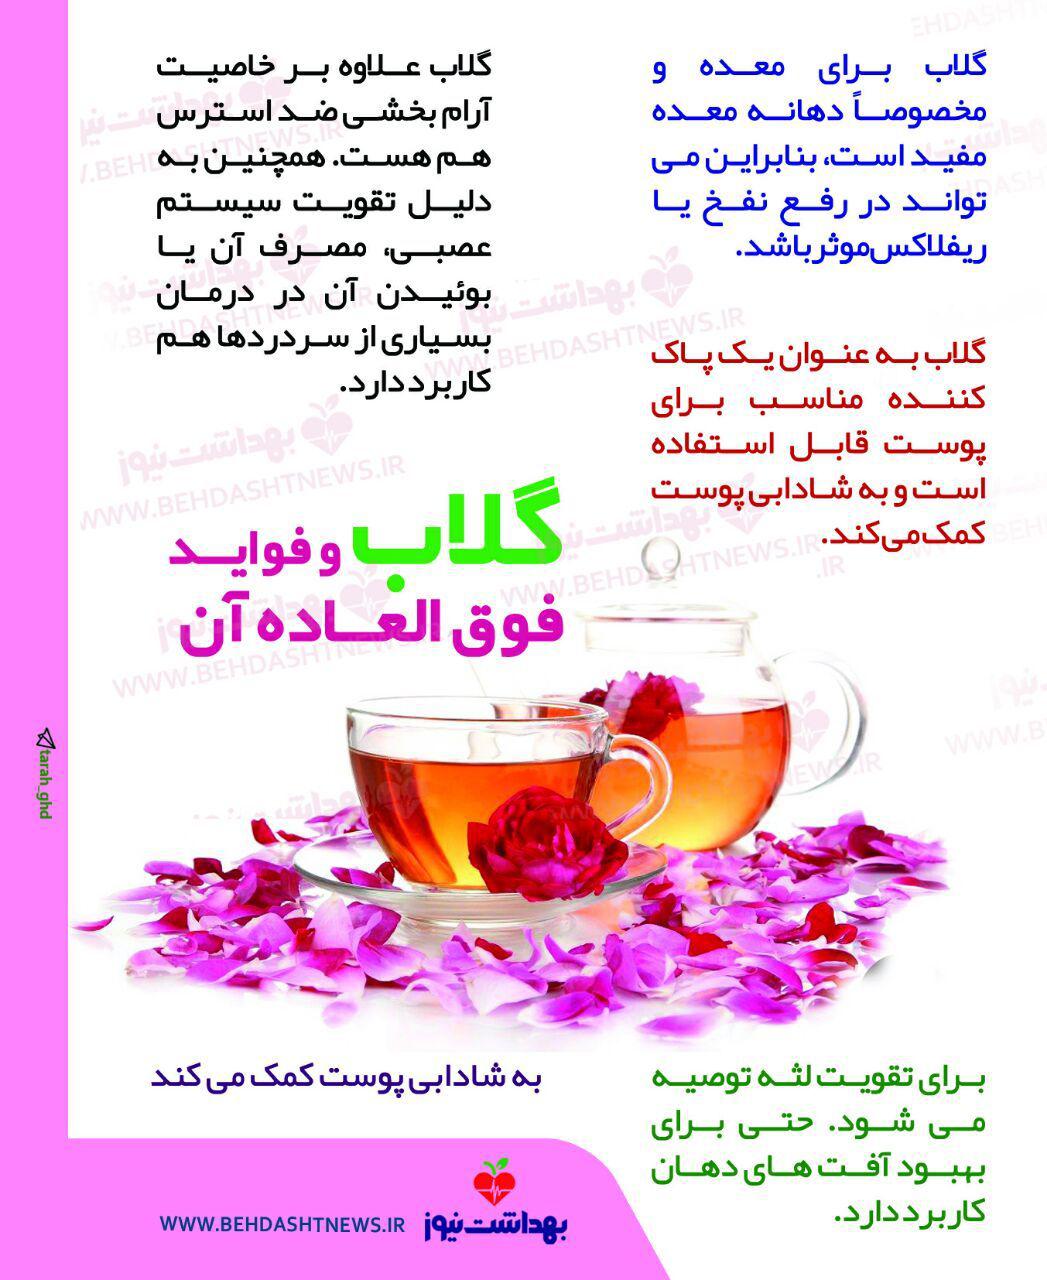 گلاب برای معده و
مخصوصاً دهانه معده
مفید است، بنابراین می
تواند در رفع نفخ یا
ریفلاکس موثر باشد.
گلاب به عنوان یک پاک
کننده مناسب برای
پوست قابل استفاده
است و به شادابی پوست
کمک می‌کند.
گلاب علاوه بر خاصیت
آرام بخشی ضد استرس
هم هست. همچنین به
دلیل تقویت سیستم
عصبی، مصرف آن یا
بوئیدن آن در درمان
بسیاری از سردردها هم
کاربرد دارد.
گلاب و فواید
فوق العاده آن
برای تقویت لثه توصیه
می شود. حتی برای
بهبود آفت های دهان
کاربرد دارد.
به شادابی پوست کمک می کند
بهداشت نیوز
WWW.BEHDASHTNEWS.IR
tarah_ghd